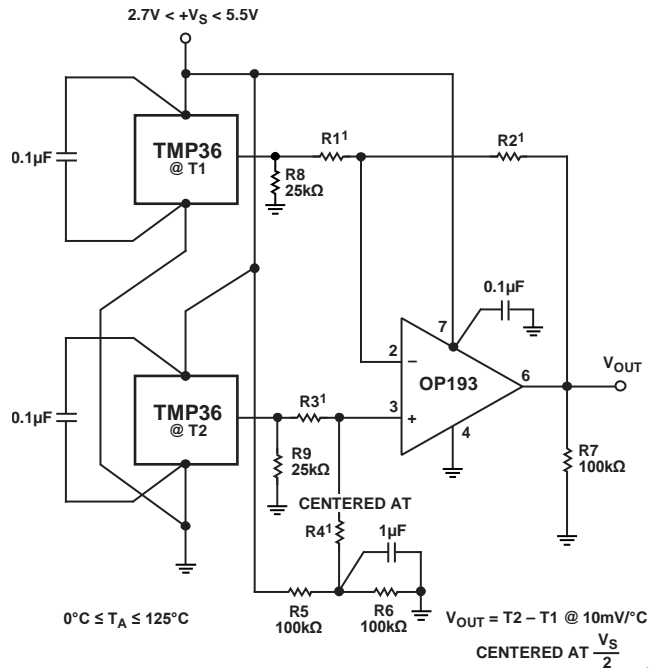 2.7V < +VS < 5.5V
0.1µF
TMP36
@ T1
R1¹
R2¹
R8
25kΩ
0.1µF
7
2
−
VOUT
6
OP193
0.1µF
TMP36
@ T2
R3¹
3
+
4
R9
25kΩ
R7
100kΩ
CENTERED AT
R4¹
1µF
0°C ≤ TA ≤ 125°C
R5
100kΩ
R6
100kΩ
VOUT = T2 – T1 @ 10mV/°C
CENTERED AT VS/2